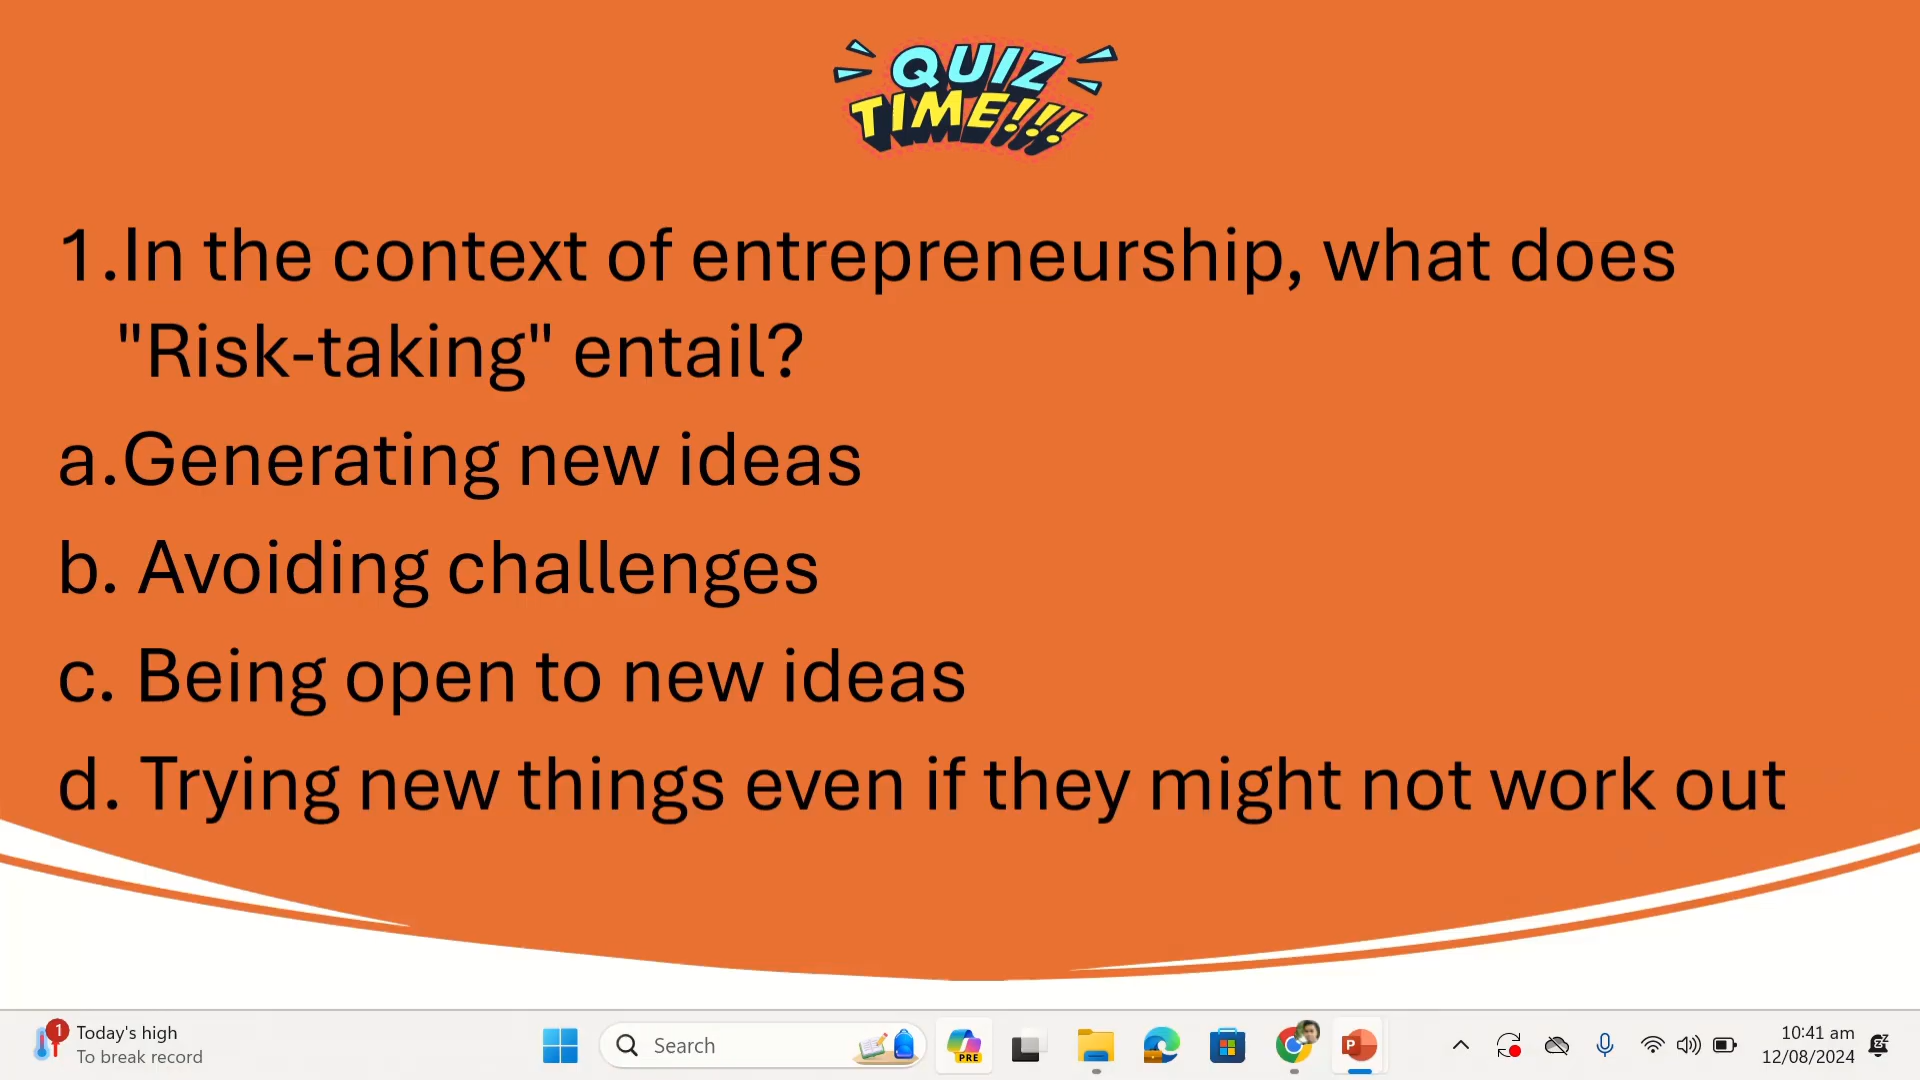 QUIZ
TIME!!!
1.In the context of entrepreneurship, what does
"Risk-taking" entail?
a.Generating new ideas
b. Avoiding challenges
c. Being open to new ideas
d. Trying new things even if they might not work out
1
Today's high
To break record
Search
PRE
P
10:41 am
12/08/2024